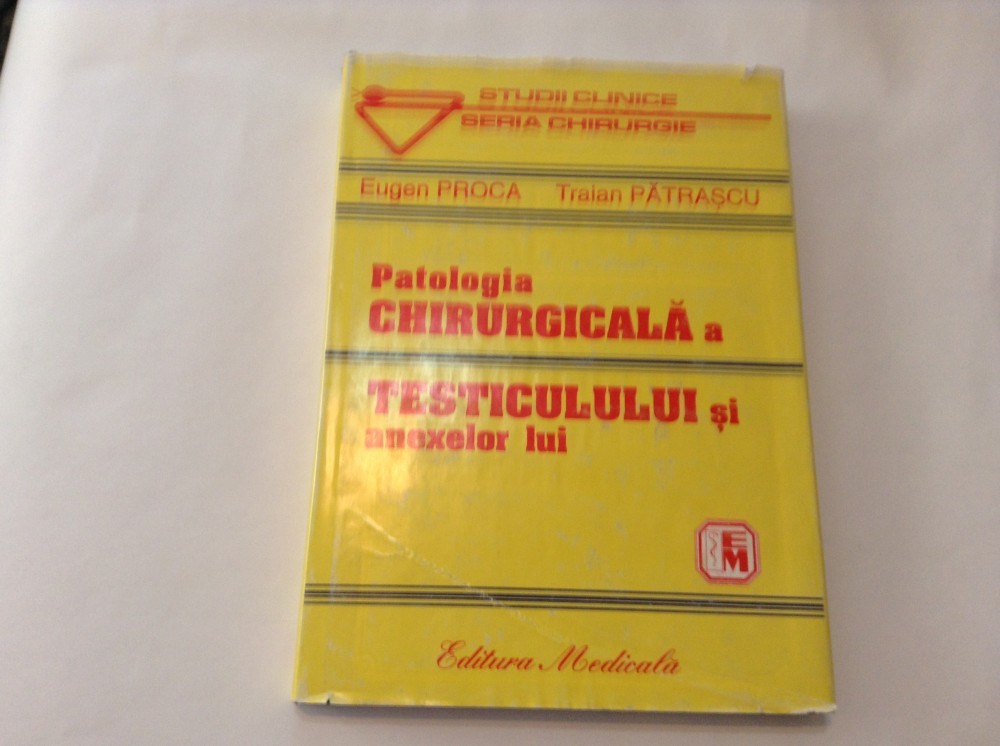 STUDII CLINICE
SERIA CHIRURGIE
Eugen PROCA Traian PĂTRAȘCU
Patologia
CHIRURGICALĂ a
TESTICULULUI și
anexelor lui
EM
Editura Medicală